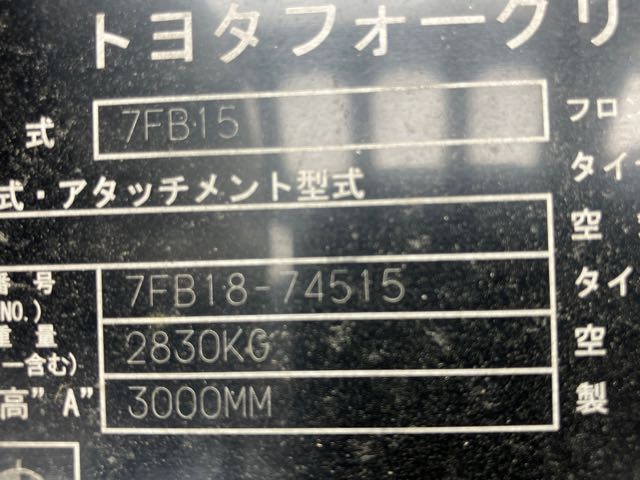 トヨタフォークリ
式 7FB15 フロ
式・アタッチメント型式 タイ
空
番号 7FB18-74515 タイ
NO.)
重量 2830KG 空
ー含む)
高"A" 3000MM 製